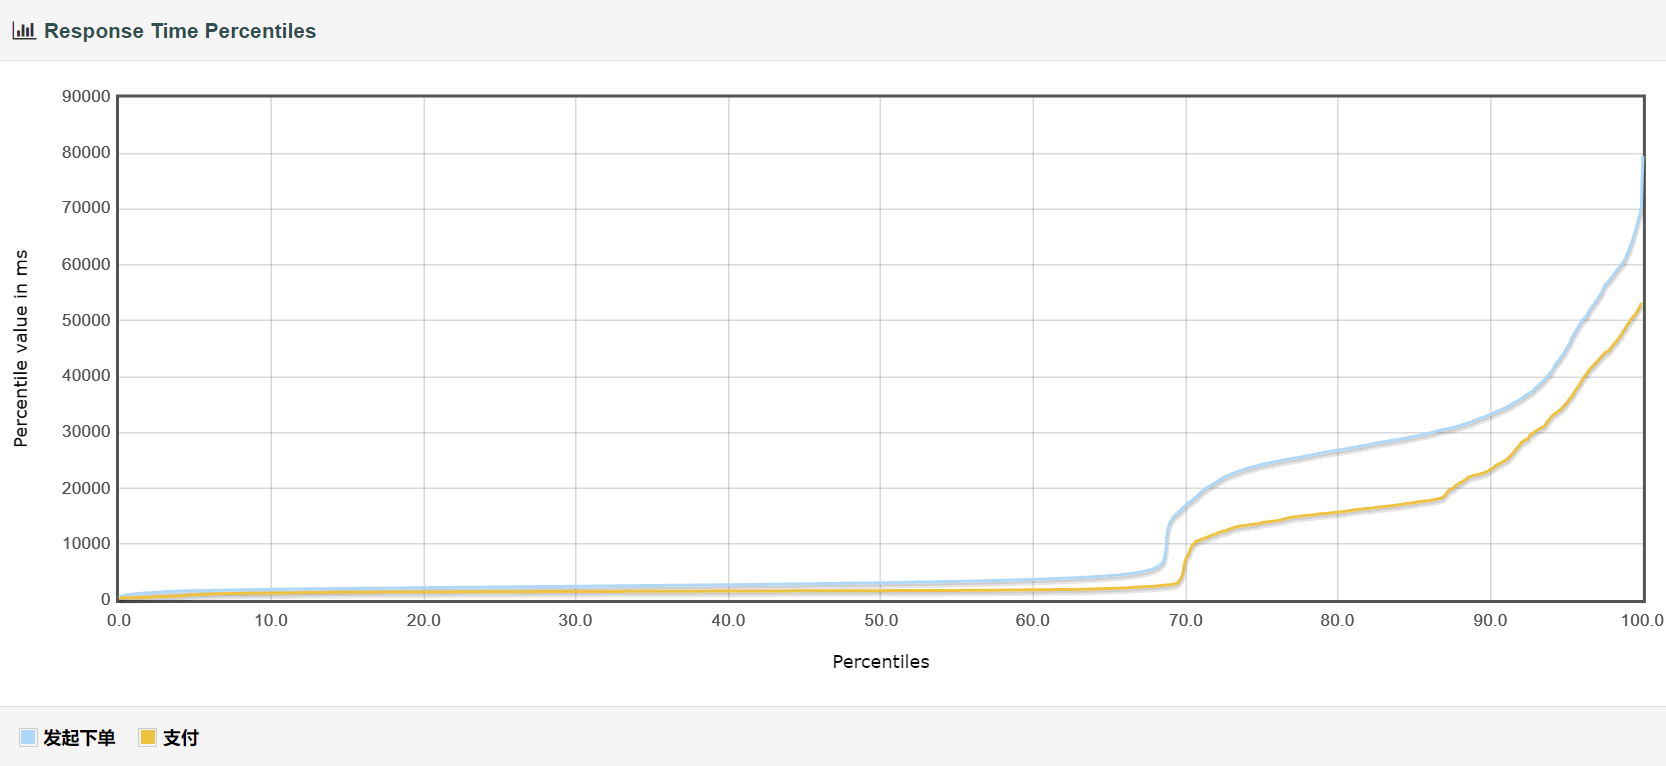 Response Time Percentiles
90000
80000
70000
60000
50000
40000
30000
20000
10000
0
Percentile value in ms
0.0 10.0 20.0 30.0 40.0 50.0 60.0 70.0 80.0 90.0 100.0
Percentiles
发起下单 支付